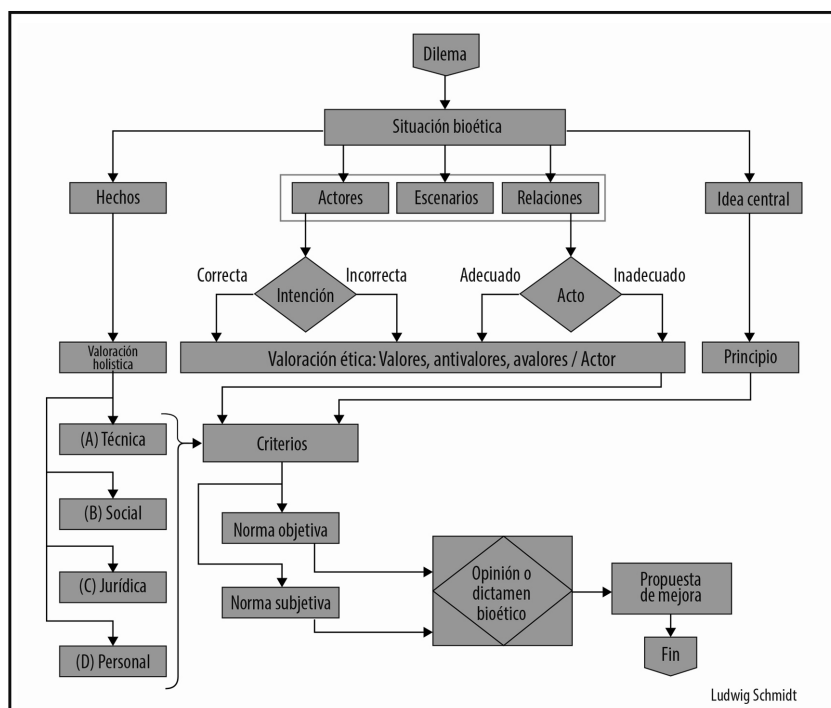 Dilema
Situación bioética
Hechos
Actores
Escenarios
Relaciones
Idea central
Correcta
Intención
Incorrecta
Adecuado
Acto
Inadecuado
Valoración
holistica
Valoración ética: Valores, antivalores, avalores / Actor
Principio
(A) Técnica
Criterios
(B) Social
Norma objetiva
(C) Jurídica
Norma subjetiva
Opinión o
dictamen
bioético
Propuesta
de mejora
(D) Personal
Fin
Ludwig Schmidt